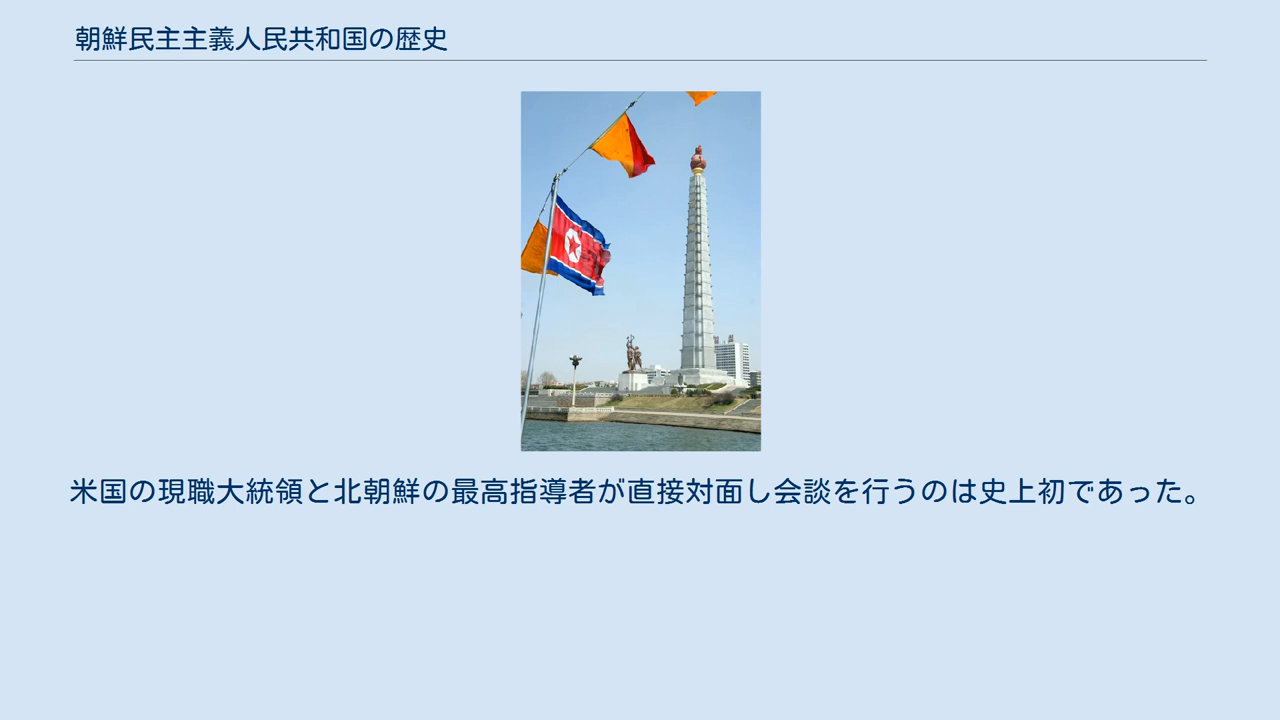 朝鮮民主主義人民共和国の歴史
米国の現職大統領と北朝鮮の最高指導者が直接対面し会談を行うのは史上初であった。